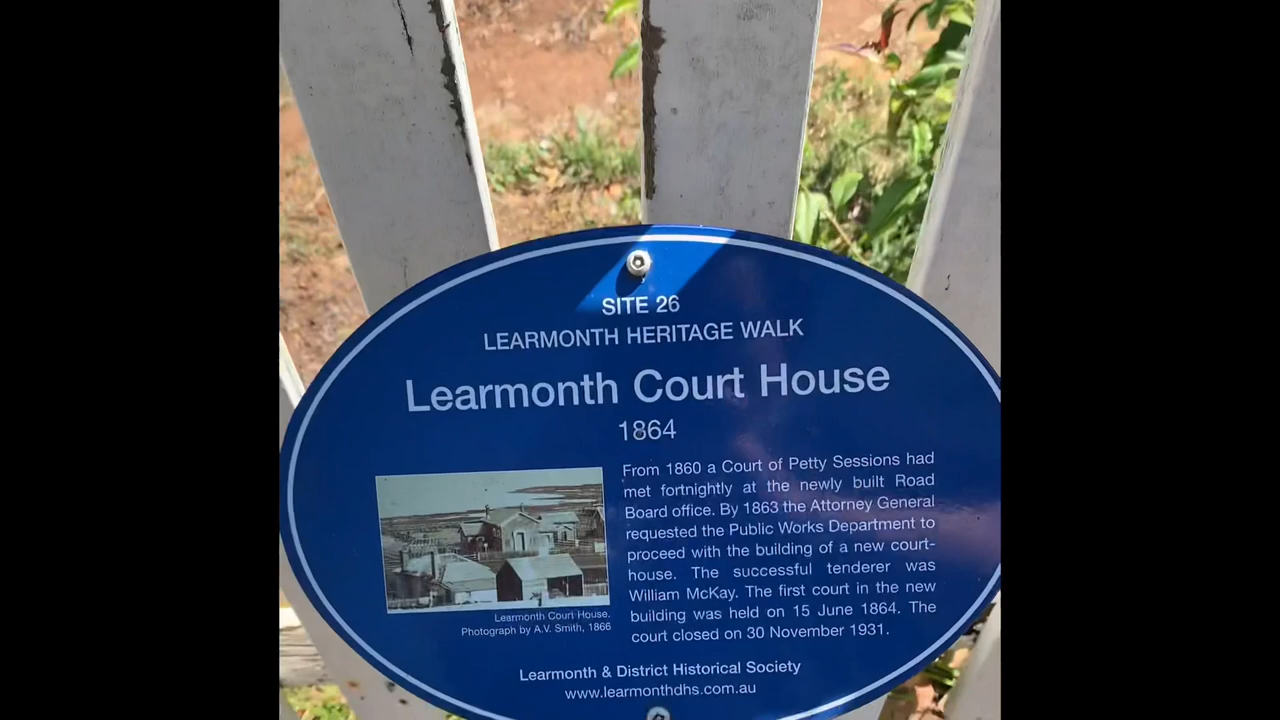 SITE 26
LEARMONTH HERITAGE WALK
Learmonth Court House
1864
From 1860 a Court of Petty Sessions had
met fortnightly at the newly built Road
Board office. By 1863 the Attorney General
requested the Public Works Department to
proceed with the building of a new court-
house. The successful tenderer was
William McKay. The first court in the new
building was held on 15 June 1864. The
court closed on 30 November 1931.
Learmonth Court House.
Photograph by A.V. Smith, 1866
Learmonth & District Historical Society
www.learmonthdhs.com.au